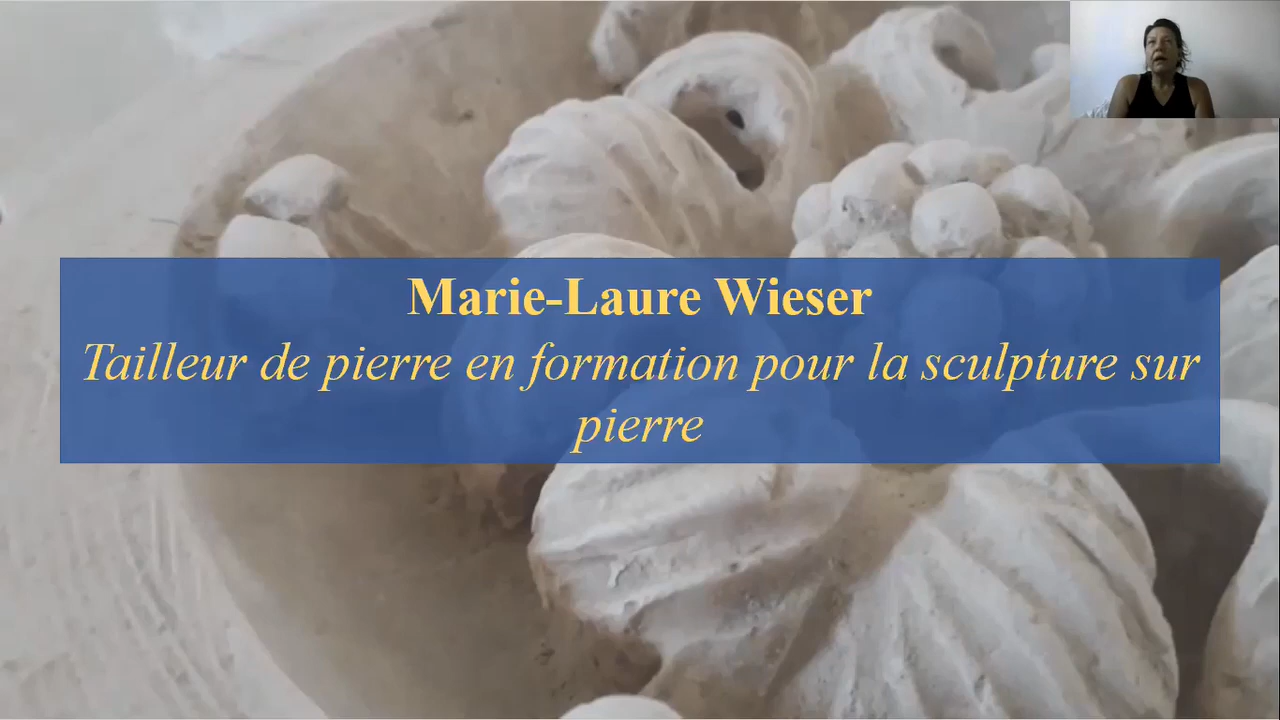 Marie-Laure Wieser
Tailleur de pierre en formation pour la sculpture sur
pierre